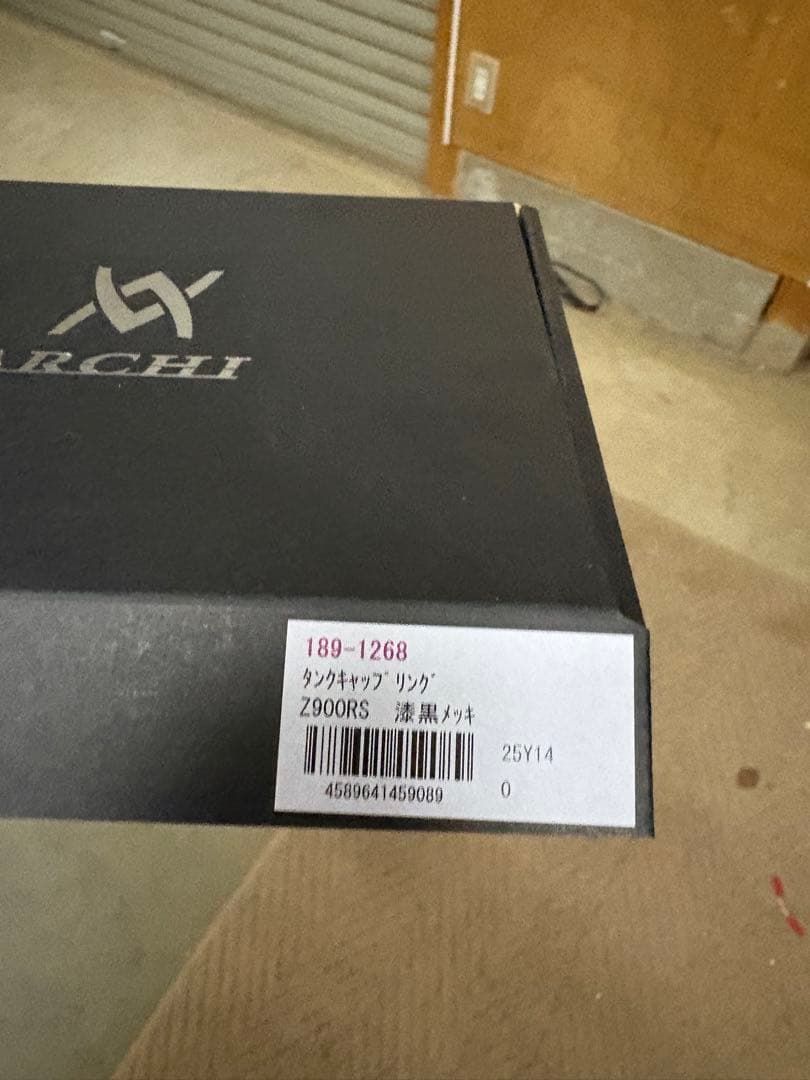 ARCHI
189-1268
ﾀﾝｸｷｬｯﾌﾟﾘﾝｸﾞ
Z900RS 漆黒ﾒｯｷ
25Y14
4589641459089
0